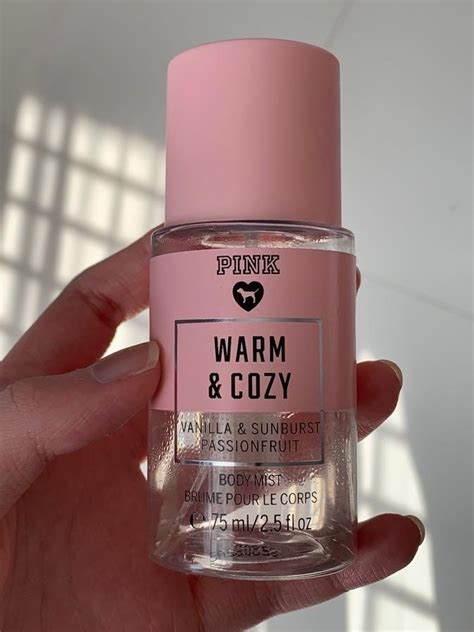 PINK
WARM
& COZY
VANILLA & SUNBURST
PASSIONFRUIT
BODY MIST
BRUME POUR LE CORPS
℮ 75 ml/2.5 fl oz